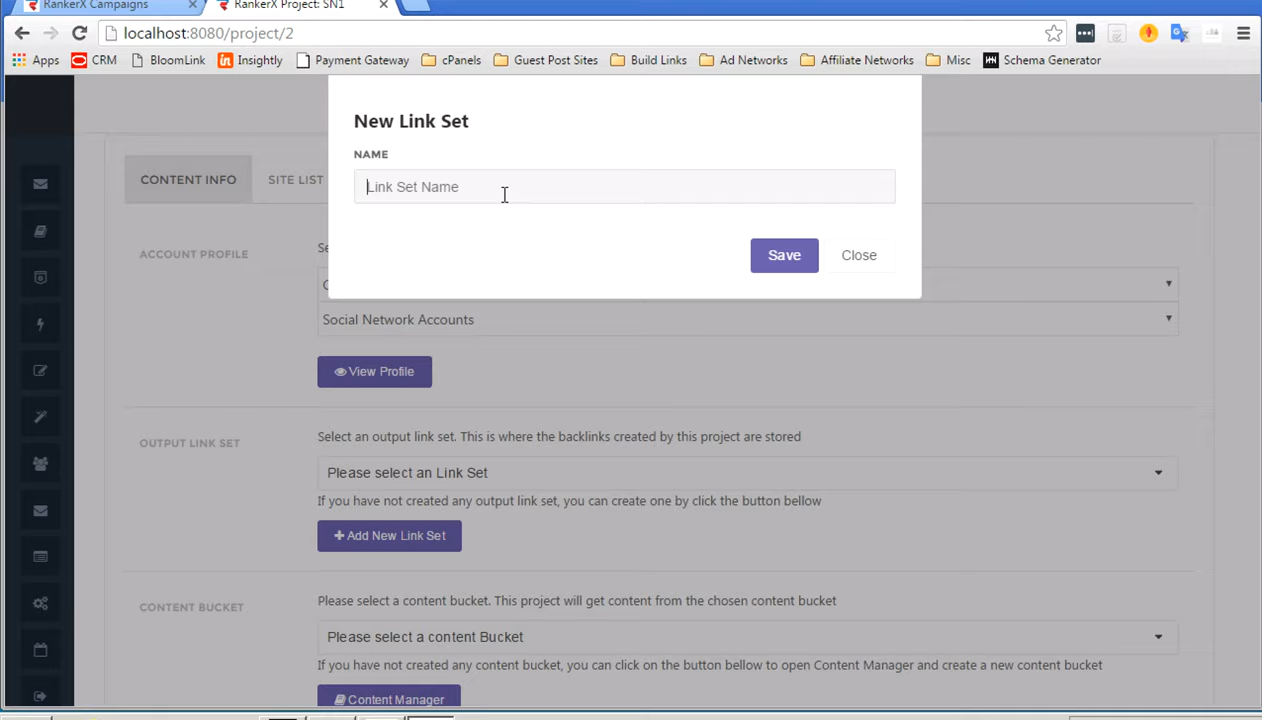 RankerX Campaigns
RankerX Project: SN1
localhost:8080/project/2
Apps
CRM
BloomLink
Insightly
Payment Gateway
cPanels
Guest Post Sites
Build Links
Ad Networks
Affiliate Networks
Misc
Schema Generator
New Link Set
NAME
Link Set Name
Save
Close
CONTENT INFO
SITE LIST
ACCOUNT PROFILE
Se
Social Network Accounts
View Profile
OUTPUT LINK SET
Select an output link set. This is where the backlinks created by this project are stored
Please select an Link Set
If you have not created any output link set, you can create one by click the button bellow
Add New Link Set
CONTENT BUCKET
Please select a content bucket. This project will get content from the chosen content bucket
Please select a content Bucket
If you have not created any content bucket, you can click on the button bellow to open Content Manager and create a new content bucket
Content Manager